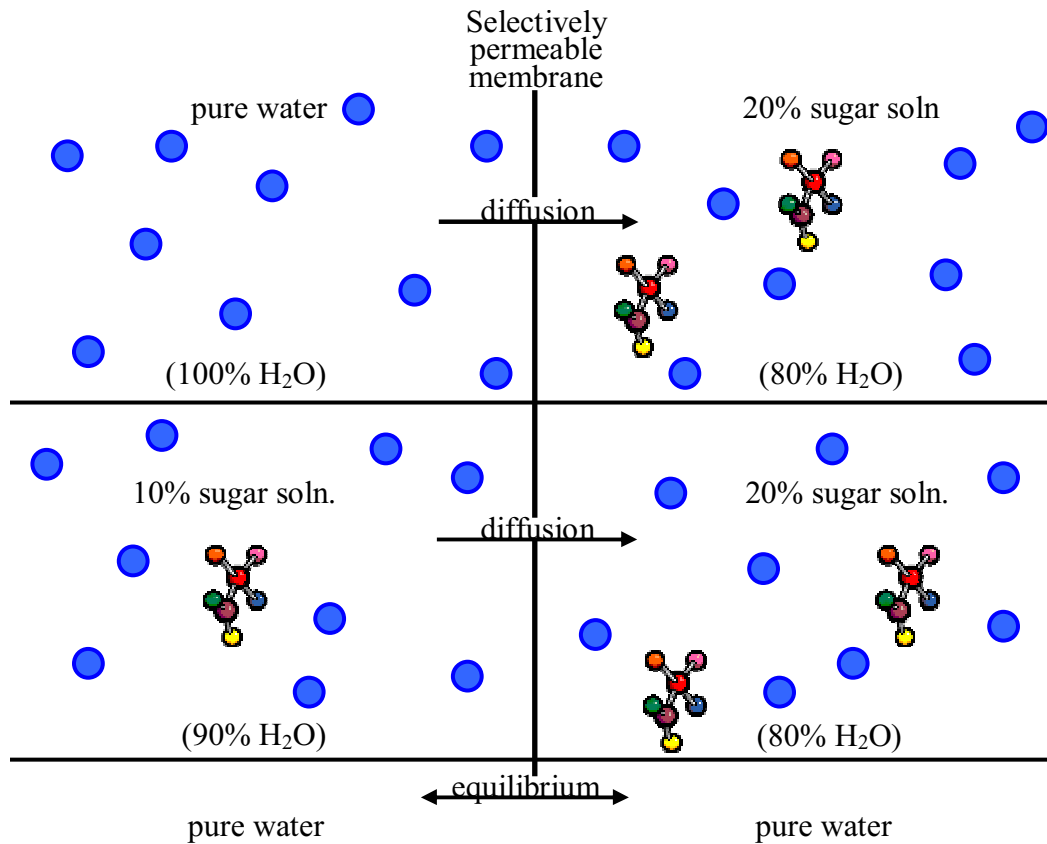 Selectively
permeable
membrane
pure water
20% sugar soln
diffusion
(100% H₂O)
(80% H₂O)
10% sugar soln.
20% sugar soln.
diffusion
(90% H₂O)
(80% H₂O)
equilibrium
pure water
pure water